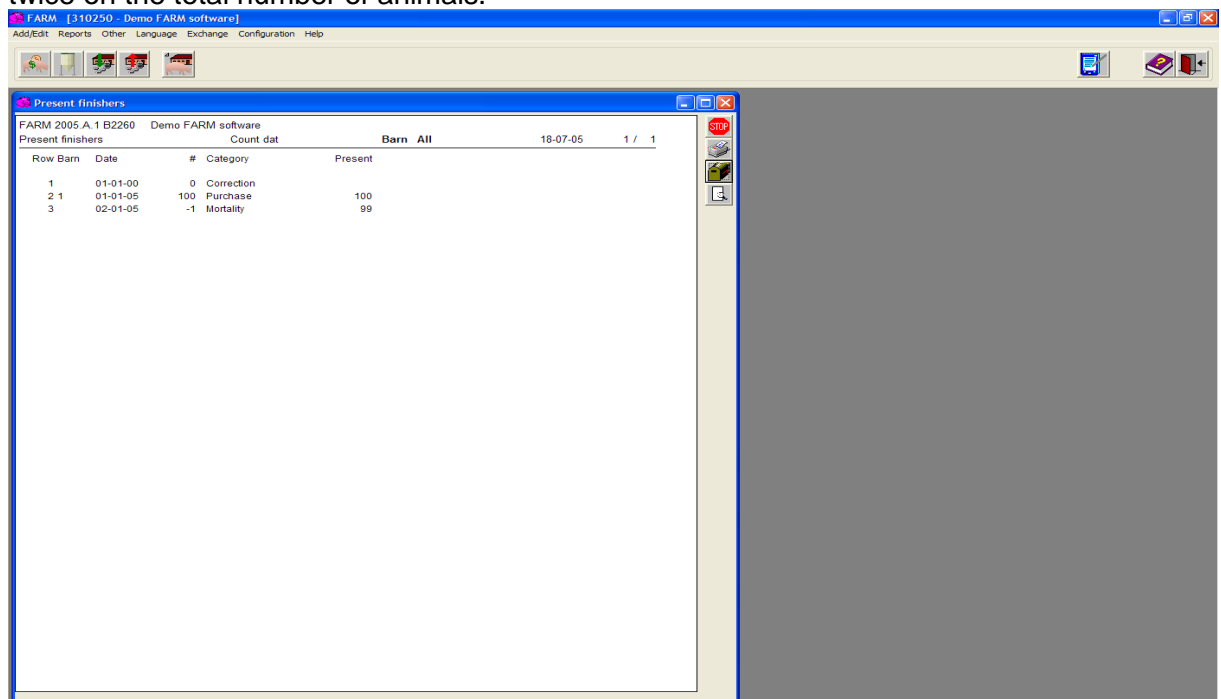 twice on the total number of animals.
FARM [310250 - Demo FARM software]
Add/Edit Reports Other Language Exchange Configuration Help
Present finishers
FARM 2005.A.1 B2260 Demo FARM software
Present finishers Count dat Barn All 18-07-05 1 / 1
Row Barn Date # Category Present
1 01-01-00 0 Correction
2 1 01-01-05 100 Purchase 100
3 02-01-05 -1 Mortality 99
STOP